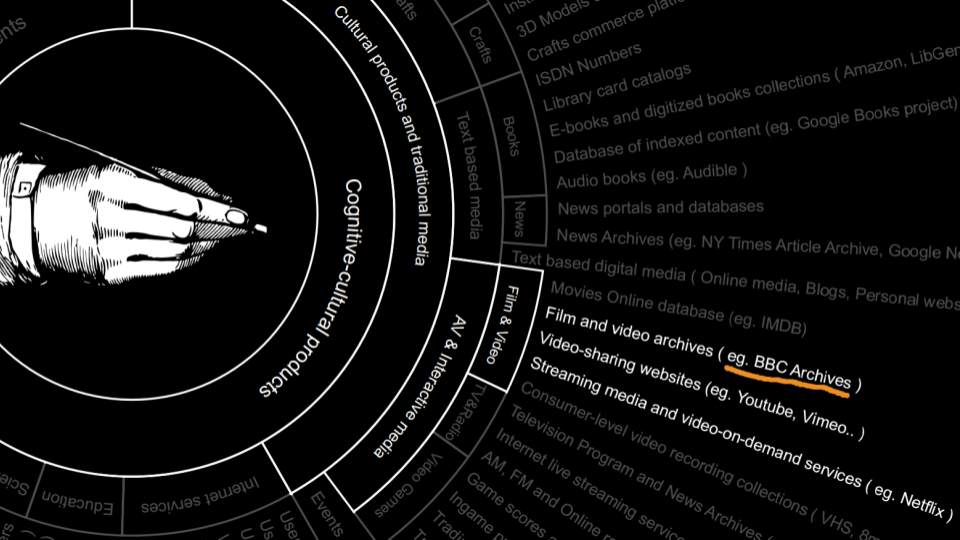 Instr
3D Models
Crafts commerce platf
ISDN Numbers
Library card catalogs
E-books and digitized books collections ( Amazon, LibGen
Database of indexed content (eg. Google Books project)
Audio books (eg. Audible )
News portals and databases
News Archives (eg. NY Times Article Archive, Google Ne
Text based digital media ( Online media, Blogs, Personal webs
Movies Online database (eg. IMDB)
Film and video archives ( eg. BBC Archives )
Video-sharing websites (eg. Youtube, Vimeo.. )
Streaming media and video-on-demand services ( eg. Netflix )
Consumer-level video recording collections ( VHS, 8m
Television Program and News Archives (
Internet live streaming service
AM, FM and Online r
Game scores a
Ingame p
Tradi
Crafts
Books
News
Film & Video
TV&Radio
Video Games
afts
Text based media
AV & Interactive media
Events
Cultural products and traditional media
Cognitive-cultural products
Internet services
Education
Scie
ents
User
Us